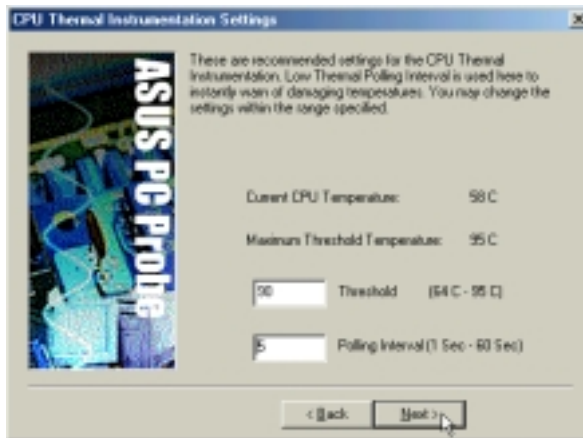 CPU Thermal Instrumentation Settings
ASUS PC Probe
These are recommended settings for the CPU Thermal
Instrumentation. Low Thermal Polling Interval is used here to
instantly warn of damaging temperatures. You may change the
settings within the range specified.
Current CPU Temperature: 58 C
Maximum Threshold Temperature: 95 C
90 Threshold (64 C - 95 C)
5 Polling Interval (1 Sec - 60 Sec)
< Back Next >